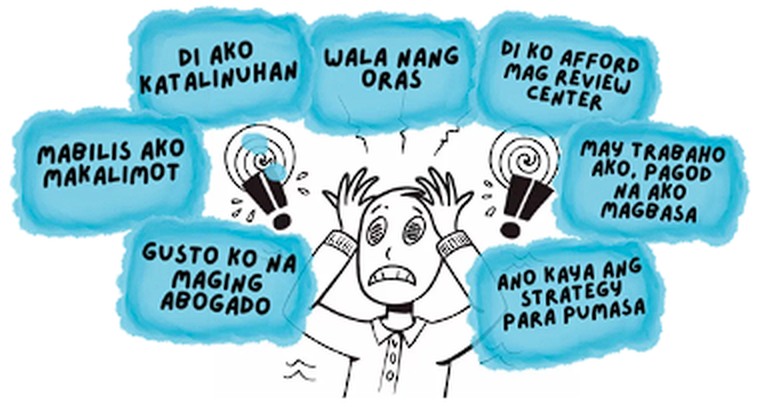 DI AKO
KATALINUHAN
WALA NANG
ORAS
DI KO AFFORD
MAG REVIEW
CENTER
MABILIS AKO
MAKALIMOT
MAY TRABAHO
AKO, PAGOD
NA AKO
MAGBASA
GUSTO KO NA
MAGING
ABOGADO
ANO KAYA ANG
STRATEGY
PARA PUMASA